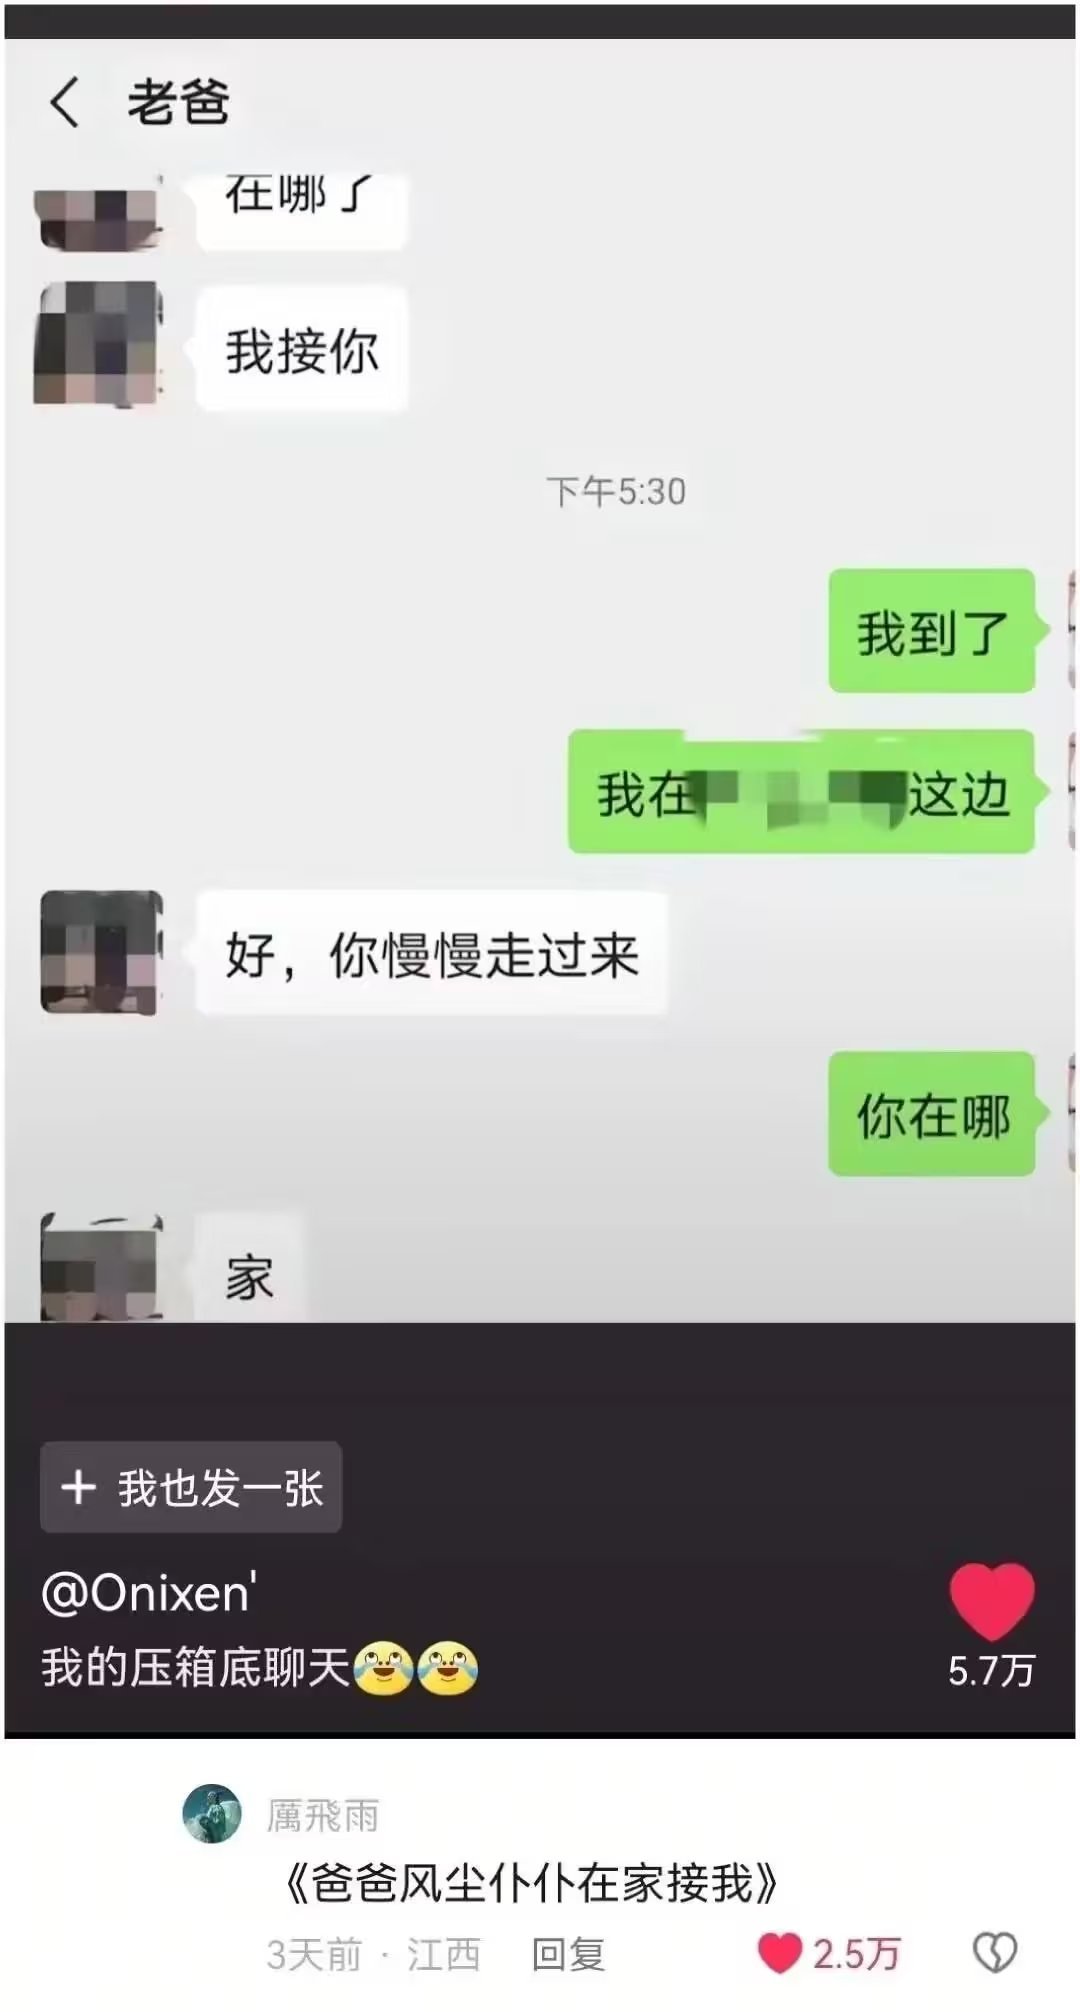 老爸
在哪了
我接你
下午5:30
我到了
我在 这边
好，你慢慢走过来
你在哪
家
+ 我也发一张
@Onixen'
我的压箱底聊天
5.7万
厲飛雨
《爸爸风尘仆仆在家接我》
3天前 · 江西 回复 2.5万